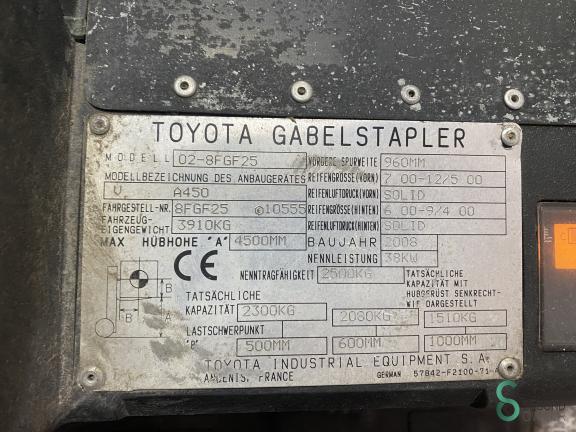 TOYOTA GABELSTAPLER
MODELL 02-8FGF25 VORGEGE SPURWEITE 960MM
MODELLBEZEICHNUNG DES ANBAUGERÄTES REIFENGRÖSSE(VORN) 7 00-12/5 00
V A450 REIFENLUFTDRUCK(VORN) SOLID
FAHRGESTELL-NR. 8FGF25 10555 REIFENGRÖSSE(HINTEN) 6 00-9/4 00
FAHRZEUG-EIGENGEWICHT 3910KG REIFENLUFTDRUCK(HINTEN) SOLID
MAX HÜBHOHE "A" 4500MM BAUJAHR 2008
NENNLEISTUNG 38KW
CE NENNTRAGFÄHIGKEIT 2500KG TATSÄCHLICHE
KAPAZITÄT MIT
HUBGERÜST SENKRECHT-
WIE DARGESTELLT
B
"B" A
TATSÄCHLICHE
KAPAZITÄT 2300KG 2080KG 1510KG
LASTSCHWERPUNKT
"B" 500MM 600MM 1000MM
TOYOTA INDUSTRIAL EQUIPMENT S.A.
ANCENIS, FRANCE GERMAN 57842-F2100-71